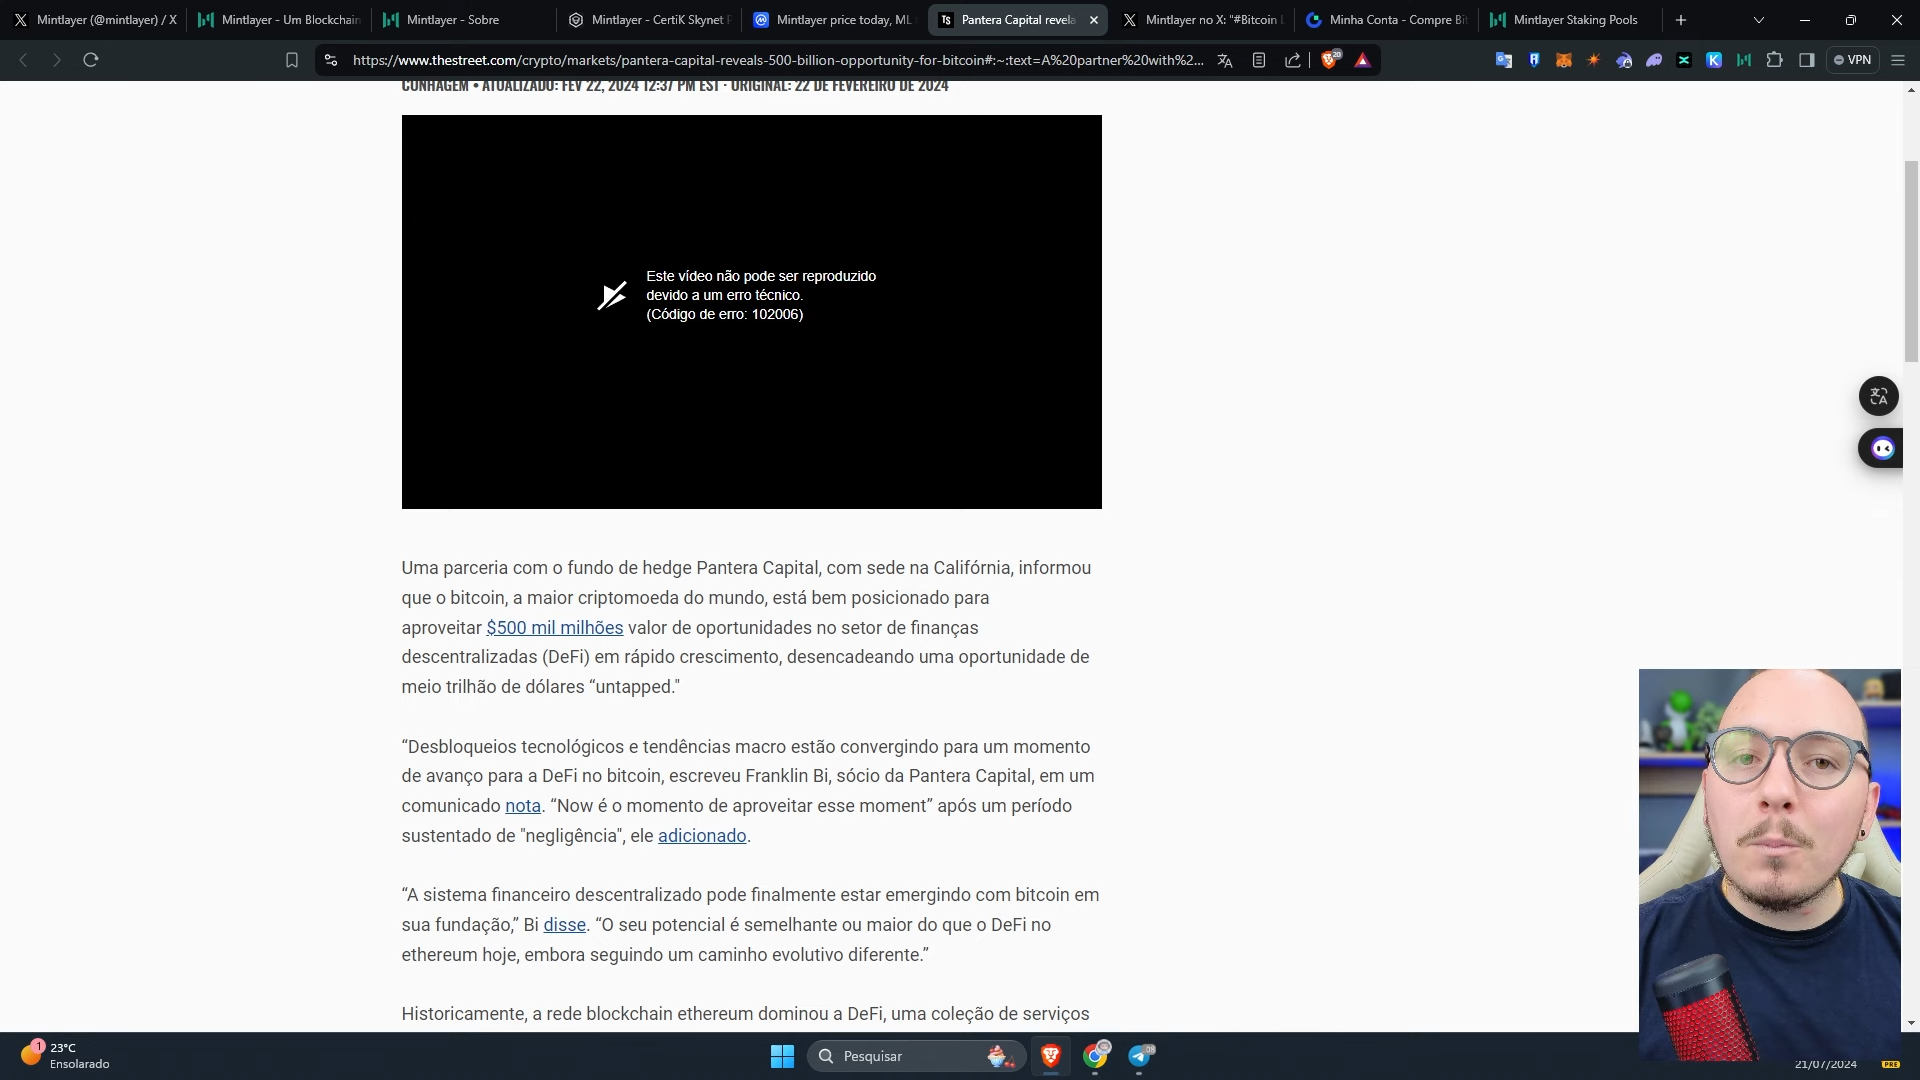 Mintlayer (@mintlayer) / X
Mintlayer - Um Blockchain
Mintlayer - Sobre
Mintlayer - CertiK Skynet P
Mintlayer price today, ML
Pantera Capital revela
Mintlayer no X: "#Bitcoin L
Minha Conta - Compre Bit
Mintlayer Staking Pools
https://www.thestreet.com/crypto/markets/pantera-capital-reveals-500-billion-opportunity-for-bitcoin#:~:text=A%20partner%20with%2...
20
VPN
CUNHAGEM • ATUALIZADO: FEV 22, 2024 12:37 PM EST · ORIGINAL: 22 DE FEVEREIRO DE 2024
Este vídeo não pode ser reproduzido
devido a um erro técnico.
(Código de erro: 102006)
Uma parceria com o fundo de hedge Pantera Capital, com sede na Califórnia, informou
que o bitcoin, a maior criptomoeda do mundo, está bem posicionado para
aproveitar $500 mil milhões valor de oportunidades no setor de finanças
descentralizadas (DeFi) em rápido crescimento, desencadeando uma oportunidade de
meio trilhão de dólares “untapped."
“Desbloqueios tecnológicos e tendências macro estão convergindo para um momento
de avanço para a DeFi no bitcoin, escreveu Franklin Bi, sócio da Pantera Capital, em um
comunicado nota. “Now é o momento de aproveitar esse moment” após um período
sustentado de "negligência", ele adicionado.
“A sistema financeiro descentralizado pode finalmente estar emergindo com bitcoin em
sua fundação,” Bi disse. “O seu potencial é semelhante ou maior do que o DeFi no
ethereum hoje, embora seguindo um caminho evolutivo diferente.”
Historicamente, a rede blockchain ethereum dominou a DeFi, uma coleção de serviços
1
23°C
Ensolarado
Pesquisar
21/07/2024
PRE